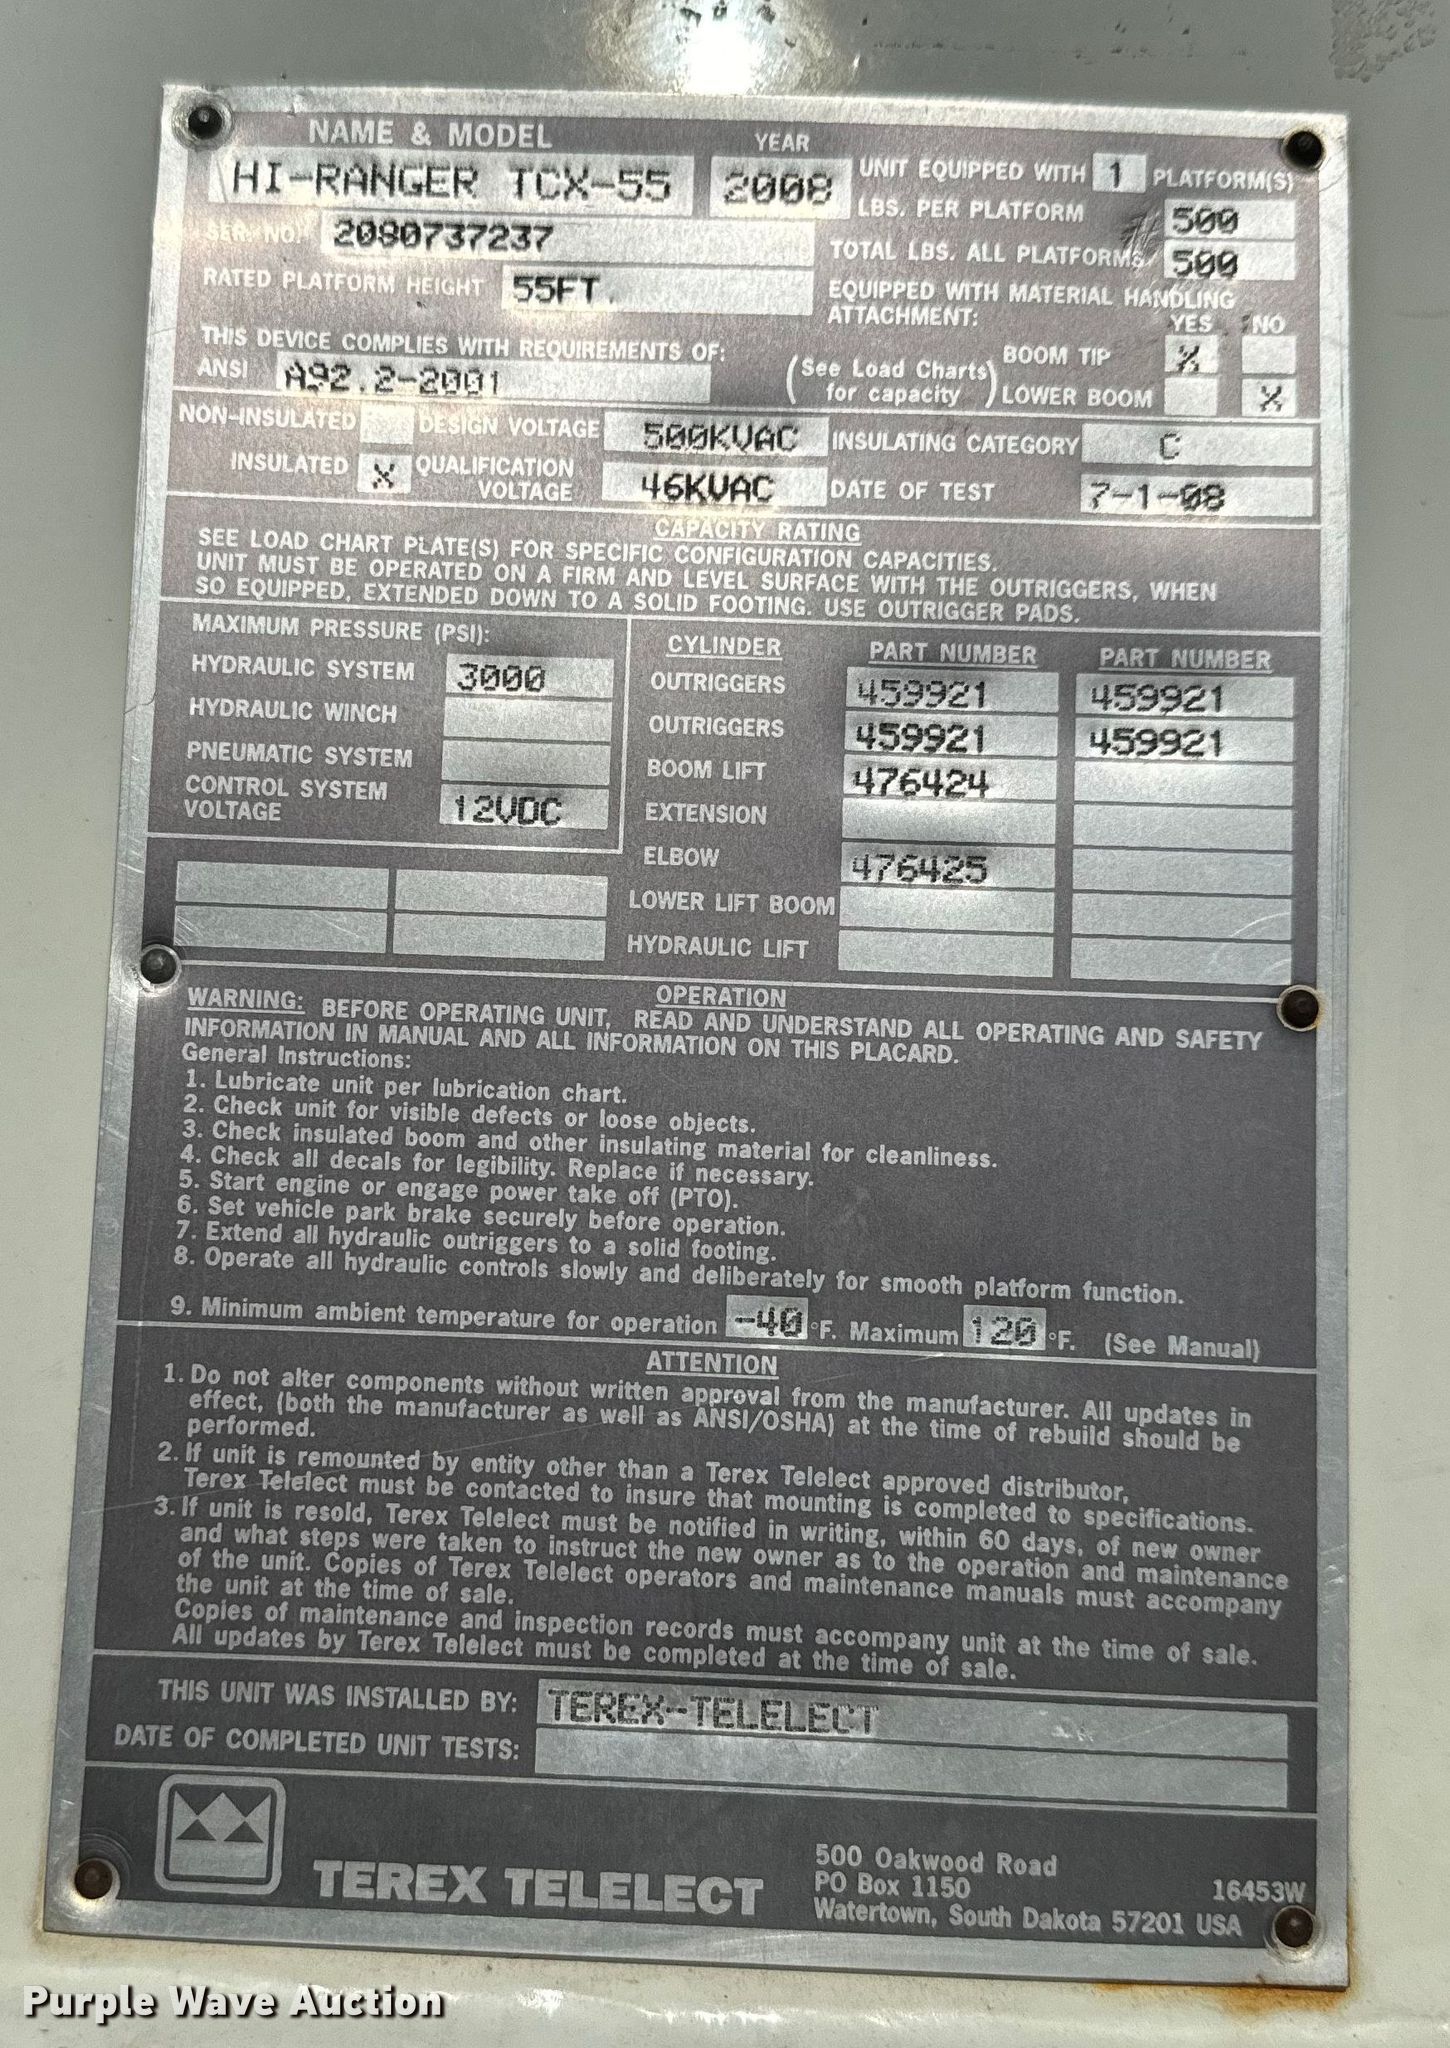 NAME & MODEL
HI-RANGER TCX-55
YEAR
2008
UNIT EQUIPPED WITH 1 PLATFORM(S)
LBS. PER PLATFORM 500
SER. NO. 2080737237
TOTAL LBS. ALL PLATFORMS 500
RATED PLATFORM HEIGHT 55FT.
EQUIPPED WITH MATERIAL HANDLING
ATTACHMENT: YES NO
THIS DEVICE COMPLIES WITH REQUIREMENTS OF:
ANSI A92.2-2001
(See Load Charts
for capacity)
BOOM TIP X
LOWER BOOM X
NON-INSULATED
DESIGN VOLTAGE 500KVAC
INSULATING CATEGORY C
INSULATED X
QUALIFICATION
VOLTAGE 46KVAC
DATE OF TEST 7-1-08
CAPACITY RATING
SEE LOAD CHART PLATE(S) FOR SPECIFIC CONFIGURATION CAPACITIES.
UNIT MUST BE OPERATED ON A FIRM AND LEVEL SURFACE WITH THE OUTRIGGERS, WHEN
SO EQUIPPED, EXTENDED DOWN TO A SOLID FOOTING. USE OUTRIGGER PADS.
MAXIMUM PRESSURE (PSI):
HYDRAULIC SYSTEM 3000
HYDRAULIC WINCH
PNEUMATIC SYSTEM
CONTROL SYSTEM
VOLTAGE 12VDC
CYLINDER PART NUMBER PART NUMBER
OUTRIGGERS 459921 459921
OUTRIGGERS 459921 459921
BOOM LIFT 476424
EXTENSION
ELBOW 476425
LOWER LIFT BOOM
HYDRAULIC LIFT
OPERATION
WARNING: BEFORE OPERATING UNIT, READ AND UNDERSTAND ALL OPERATING AND SAFETY
INFORMATION IN MANUAL AND ALL INFORMATION ON THIS PLACARD.
General Instructions:
1. Lubricate unit per lubrication chart.
2. Check unit for visible defects or loose objects.
3. Check insulated boom and other insulating material for cleanliness.
4. Check all decals for legibility. Replace if necessary.
5. Start engine or engage power take off (PTO).
6. Set vehicle park brake securely before operation.
7. Extend all hydraulic outriggers to a solid footing.
8. Operate all hydraulic controls slowly and deliberately for smooth platform function.
9. Minimum ambient temperature for operation -40 °F. Maximum 120 °F. (See Manual)
ATTENTION
1. Do not alter components without written approval from the manufacturer. All updates in
effect, (both the manufacturer as well as ANSI/OSHA) at the time of rebuild should be
performed.
2. If unit is remounted by entity other than a Terex Telelect approved distributor,
Terex Telelect must be contacted to insure that mounting is completed to specifications.
3. If unit is resold, Terex Telelect must be notified in writing, within 60 days, of new owner
and what steps were taken to instruct the new owner as to the operation and maintenance
of the unit. Copies of Terex Telelect operators and maintenance manuals must accompany
the unit at the time of sale.
Copies of maintenance and inspection records must accompany unit at the time of sale.
All updates by Terex Telelect must be completed at the time of sale.
THIS UNIT WAS INSTALLED BY: TEREX-TELELECT
DATE OF COMPLETED UNIT TESTS:
TEREX TELELECT
500 Oakwood Road
PO Box 1150
Watertown, South Dakota 57201 USA
16453W
Purple Wave Auction